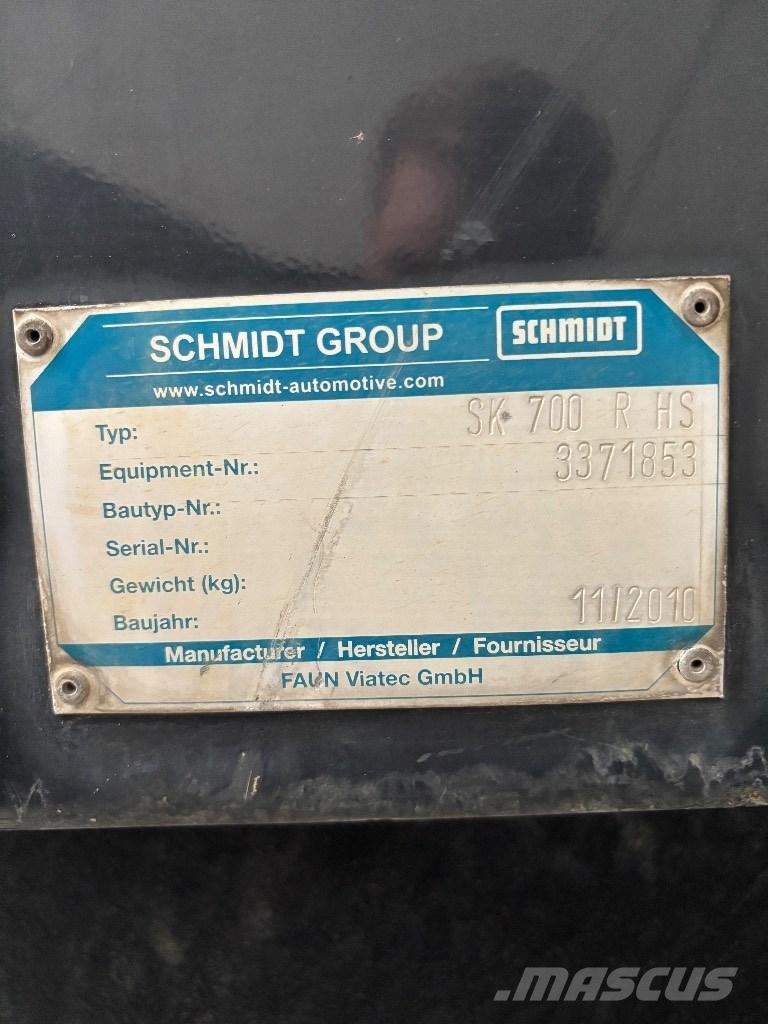 SCHMIDT GROUP SCHMIDT
www.schmidt-automotive.com
Typ: SK 700 R HS
Equipment-Nr.: 3371853
Bautyp-Nr.:
Serial-Nr.:
Gewicht (kg):
Baujahr: 11/2010
Manufacturer / Hersteller / Fournisseur
FAUN Viatec GmbH
MASCUS